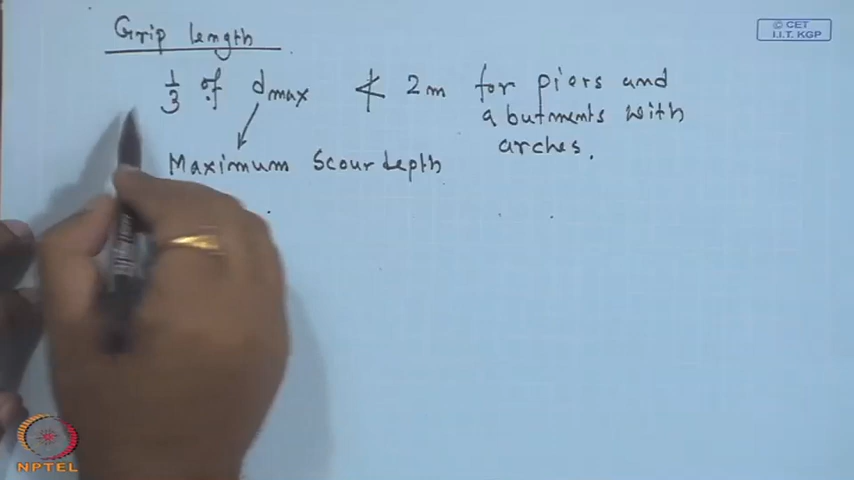 Grip length
© CET
I.I.T. KGP
1/3 of dmax ≮ 2m for piers and
abutments with
arches.
Maximum Scour depth
NPTEL